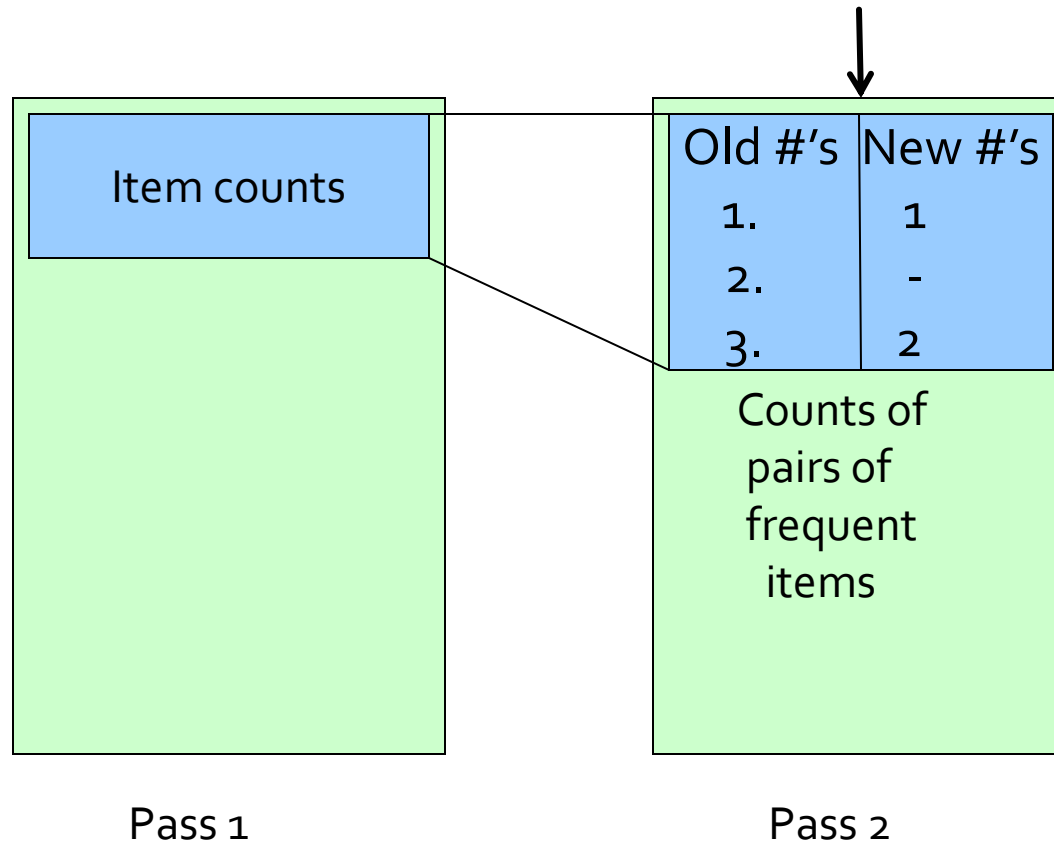 Item counts
Old #'s New #'s
1. 1
2. -
3. 2
Counts of
pairs of
frequent
items
Pass 1
Pass 2